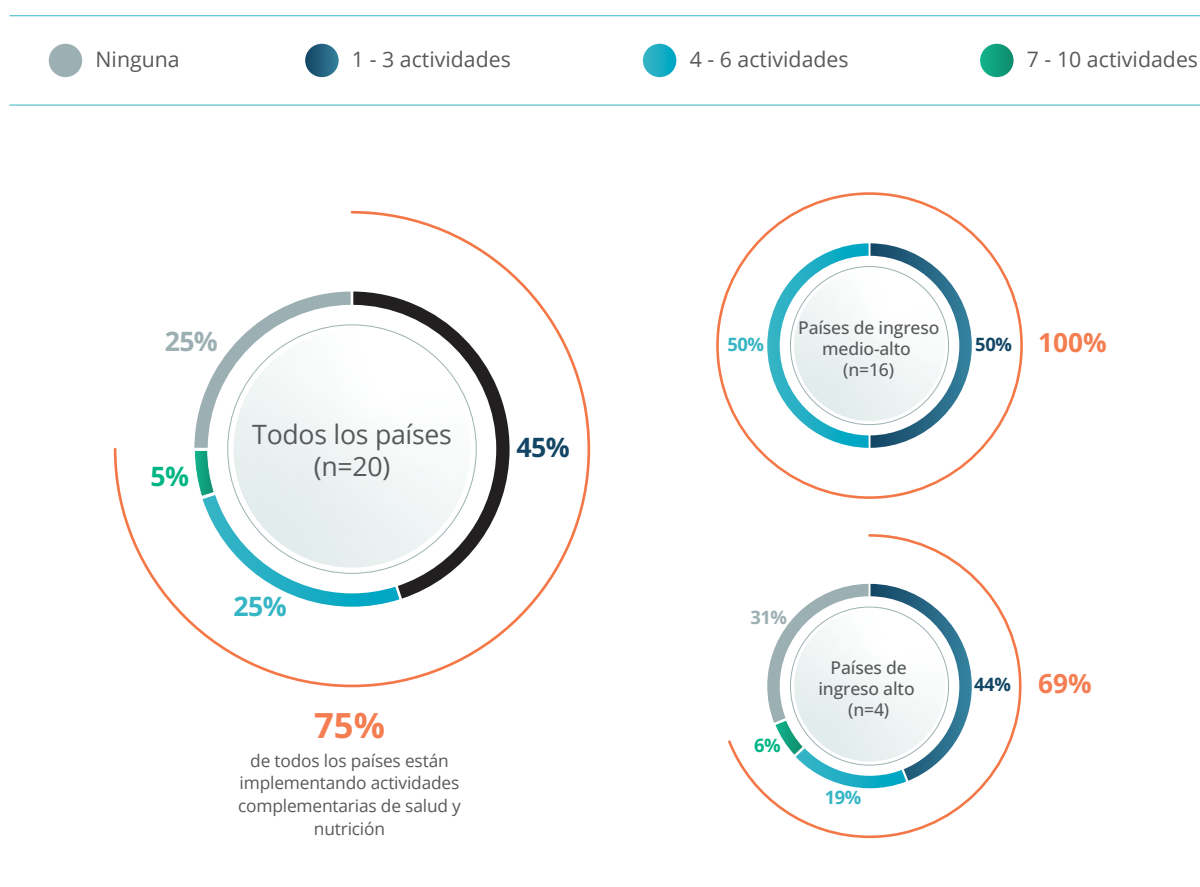 Ninguna
1 - 3 actividades
4 - 6 actividades
7 - 10 actividades
25%
5%
25%
45%
Todos los países
(n=20)
75%
de todos los países están
implementando actividades
complementarias de salud y
nutrición
50%
Países de ingreso
medio-alto
(n=16)
50%
100%
31%
6%
19%
44%
Países de
ingreso alto
(n=4)
69%